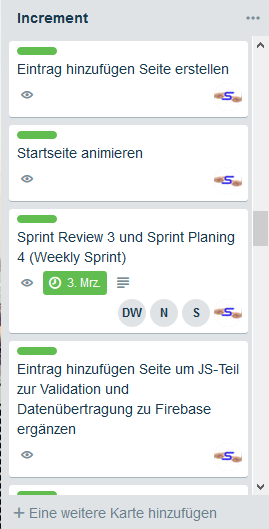 Increment
Eintrag hinzufügen Seite erstellen
Startseite animieren
Sprint Review 3 und Sprint Planing
4 (Weekly Sprint)
3. Mrz.
DW N S
Eintrag hinzufügen Seite um JS-Teil
zur Validation und
Datenübertragung zu Firebase
ergänzen
+ Eine weitere Karte hinzufügen